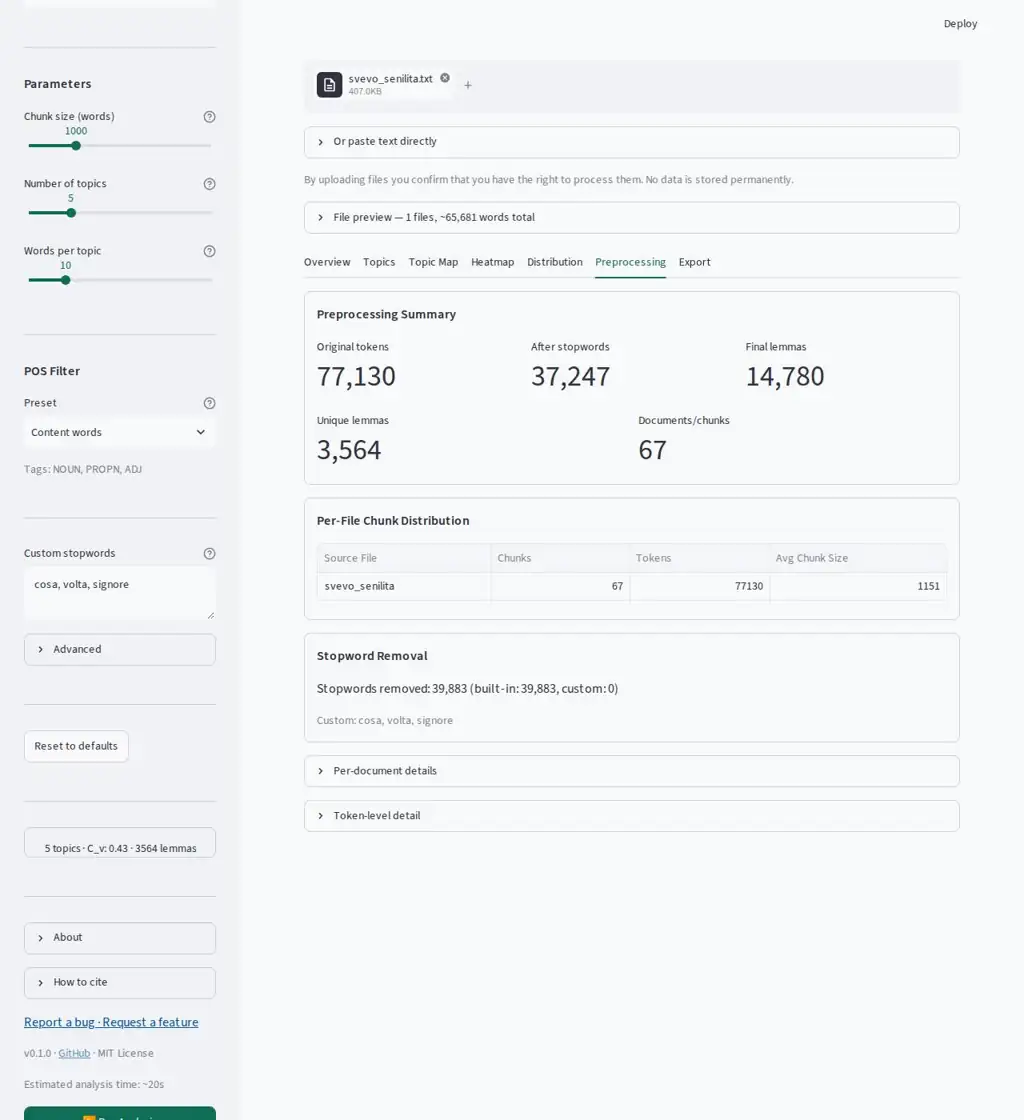 Deploy
Parameters
Chunk size (words)
1000
Number of topics
5
Words per topic
10
POS Filter
Preset
Content words
Tags: NOUN, PROPN, ADJ
Custom stopwords
cosa, volta, signore
Advanced
Reset to defaults
5 topics · C_v: 0.43 · 3564 lemmas
About
How to cite
Report a bug · Request a feature
v0.1.0 · GitHub · MIT License
Estimated analysis time: ~20s
svevo_senilita.txt
407.0KB
Or paste text directly
By uploading files you confirm that you have the right to process them. No data is stored permanently.
File preview — 1 files, ~65,681 words total
Overview Topics Topic Map Heatmap Distribution Preprocessing Export
Preprocessing Summary
Original tokens After stopwords Final lemmas
77,130 37,247 14,780
Unique lemmas Documents/chunks
3,564 67
Per-File Chunk Distribution
Source File Chunks Tokens Avg Chunk Size
svevo_senilita 67 77130 1151
Stopword Removal
Stopwords removed: 39,883 (built-in: 39,883, custom: 0)
Custom: cosa, volta, signore
Per-document details
Token-level detail